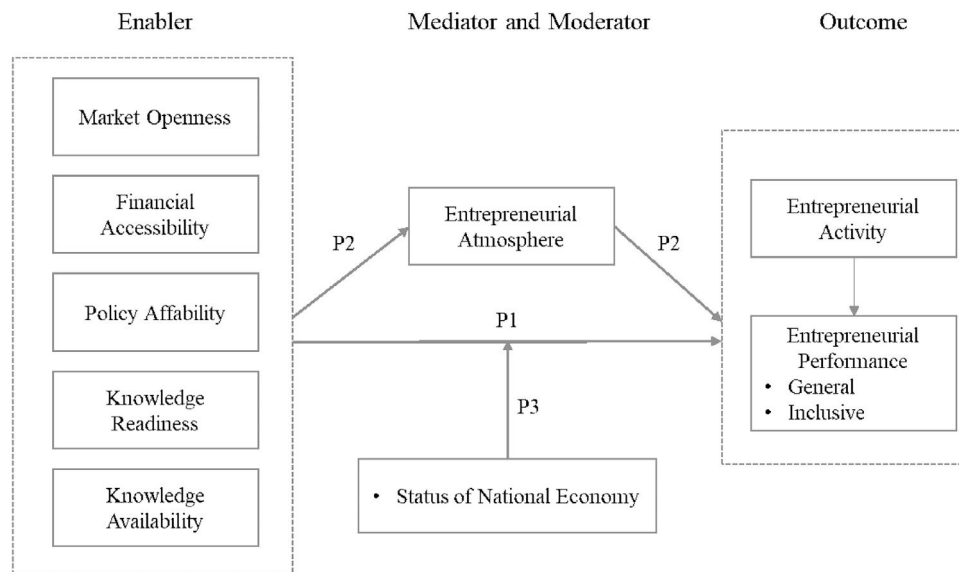 Enabler
Mediator and Moderator
Outcome
Market Openness
Financial
Accessibility
Policy Affability
Knowledge
Readiness
Knowledge
Availability
P2
Entrepreneurial
Atmosphere
P2
P1
P3
• Status of National Economy
Entrepreneurial
Activity
Entrepreneurial
Performance
• General
• Inclusive